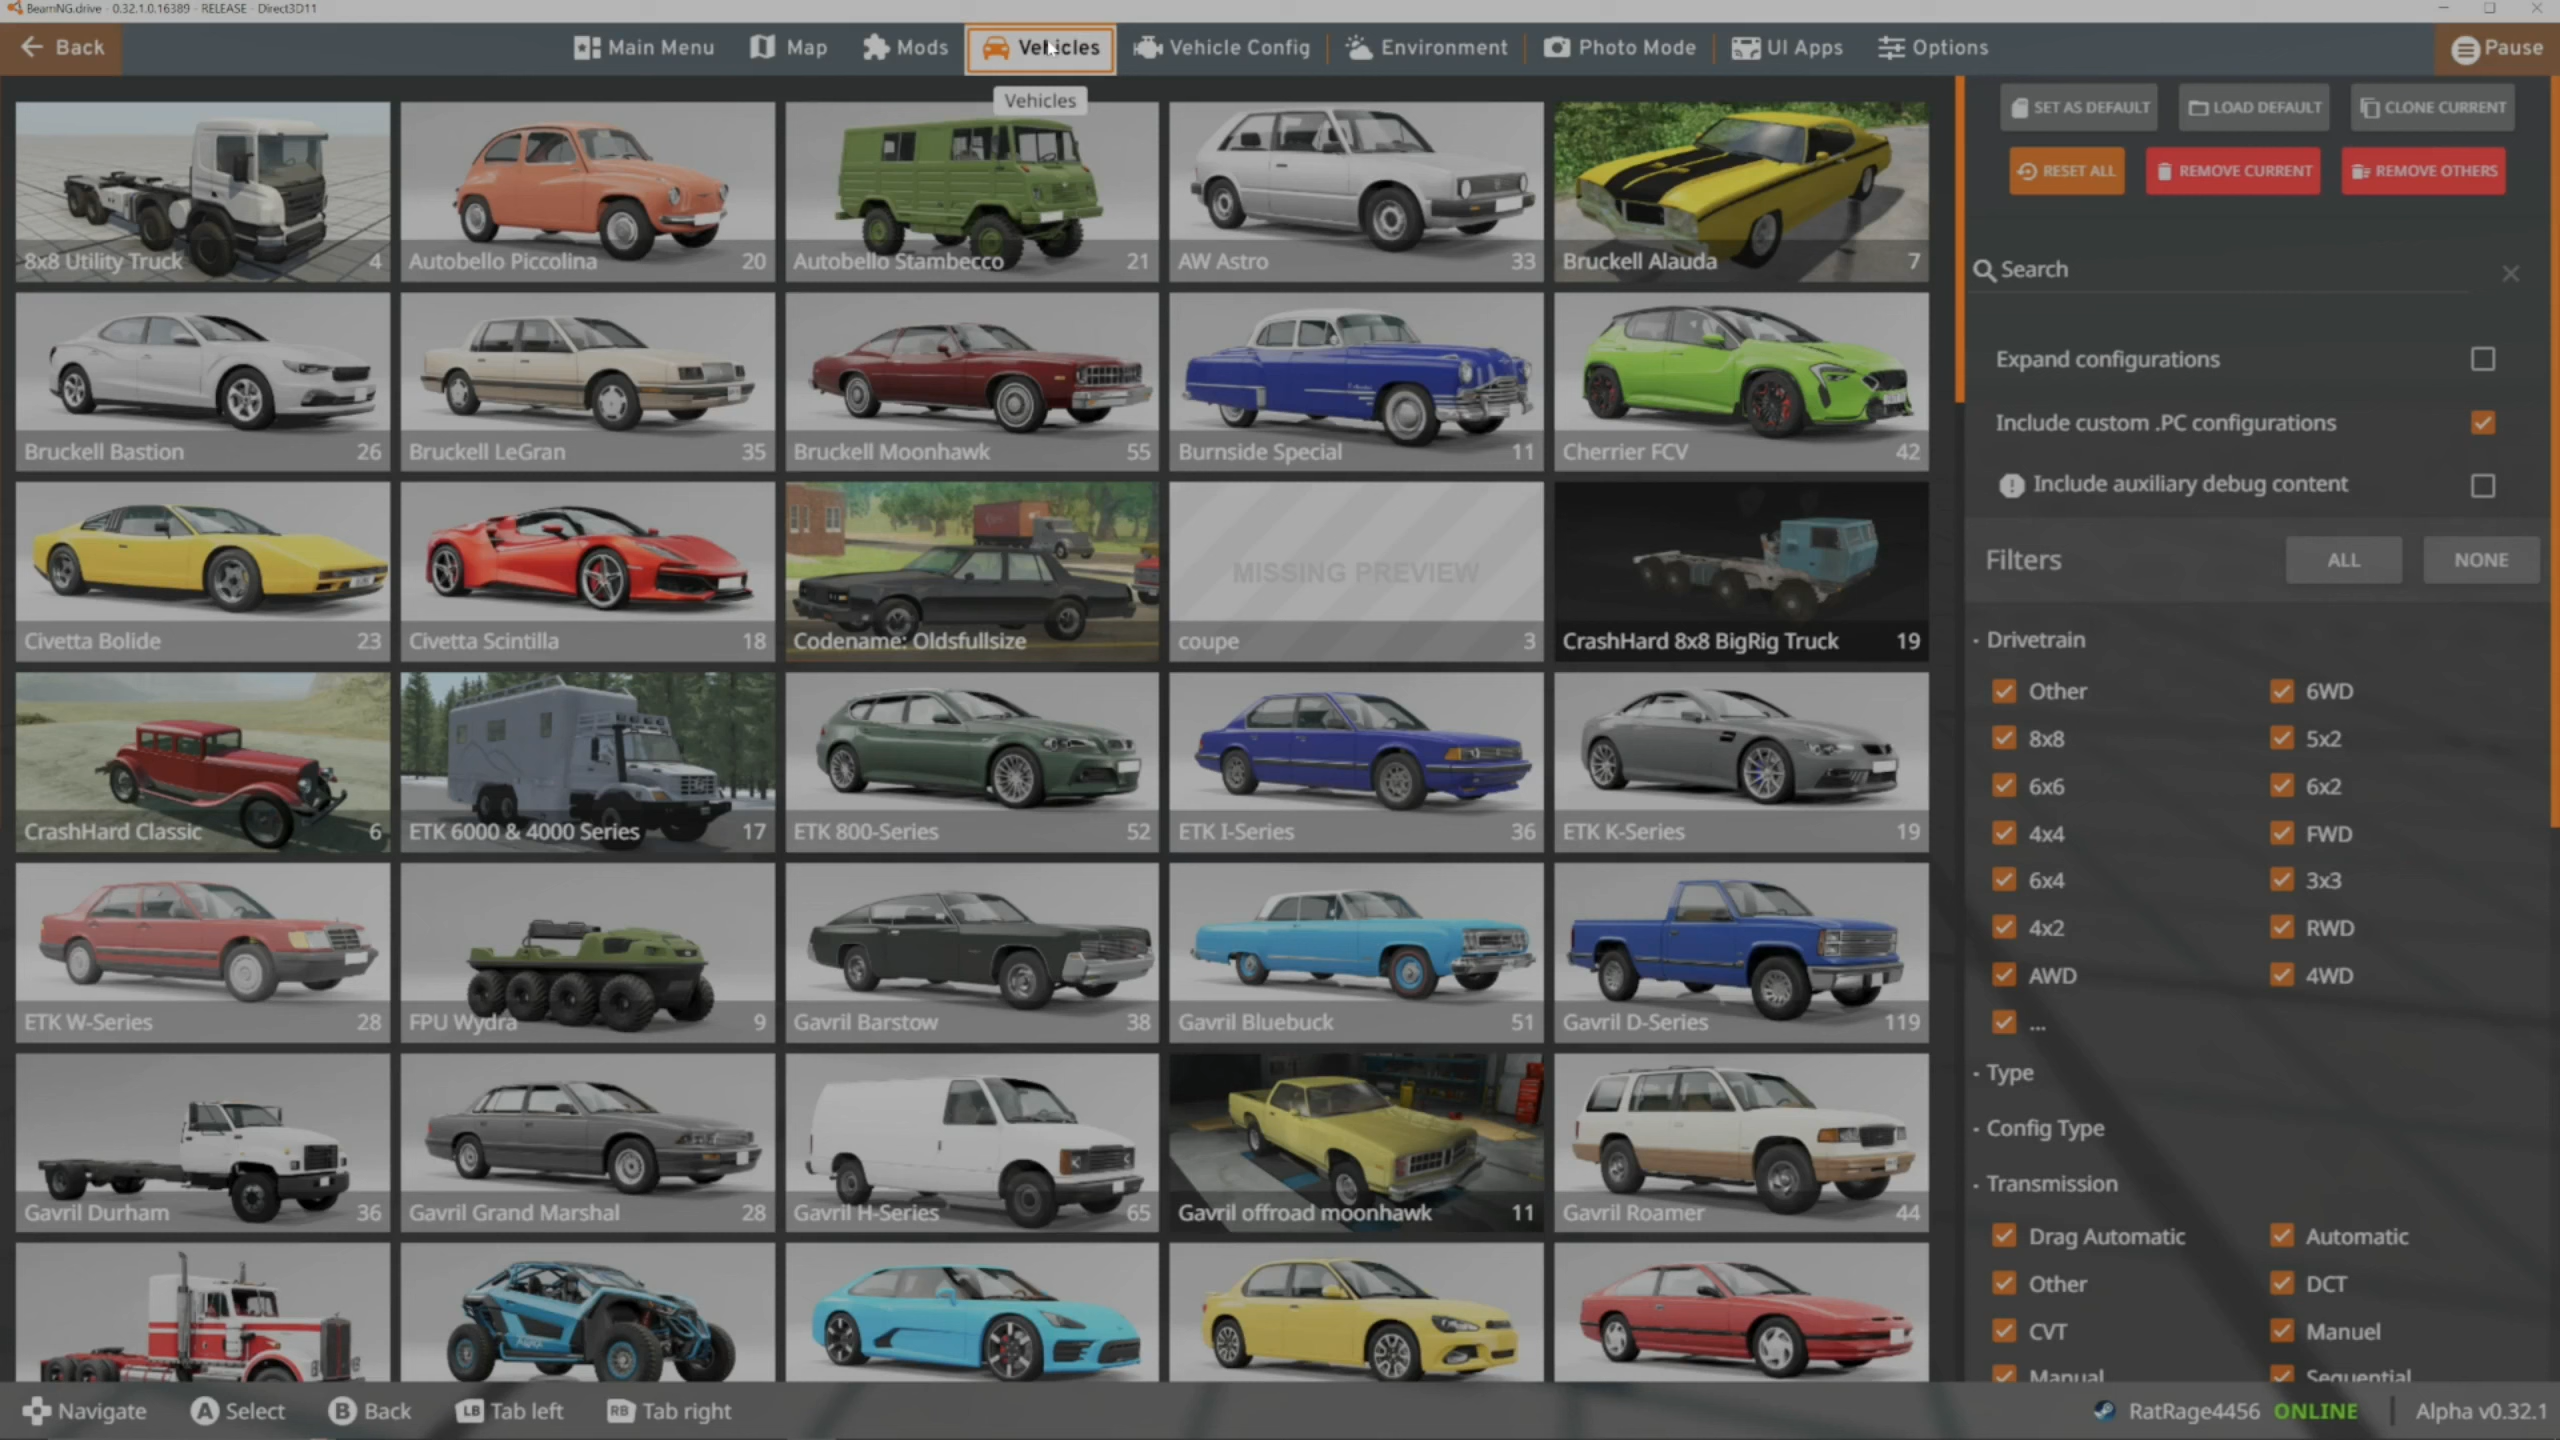 BeamNG.drive - 0.32.1.0.16389 - RELEASE - Direct3D11
Back
Main Menu
Map
Mods
Vehicles
Vehicle Config
Environment
Photo Mode
UI Apps
Options
Pause
Vehicles
8x8 Utility Truck 4
Autobello Piccolina 20
Autobello Stambecco 21
AW Astro 33
Bruckell Alauda 7
Bruckell Bastion 26
Bruckell LeGran 35
Bruckell Moonhawk 55
Burnside Special 11
Cherrier FCV 42
Civetta Bolide 23
Civetta Scintilla 18
Codename: Oldsfullsize
MISSING PREVIEW
coupe 3
CrashHard 8x8 BigRig Truck 19
CrashHard Classic 6
ETK 6000 & 4000 Series 17
ETK 800-Series 52
ETK I-Series 36
ETK K-Series 19
ETK W-Series 28
FPU Wydra 9
Gavril Barstow 38
Gavril Bluebuck 51
Gavril D-Series 119
Gavril Durham 36
Gavril Grand Marshal 28
Gavril H-Series 65
Gavril offroad moonhawk 11
Gavril Roamer 44
SET AS DEFAULT
LOAD DEFAULT
CLONE CURRENT
RESET ALL
REMOVE CURRENT
REMOVE OTHERS
Search
Expand configurations
Include custom .PC configurations
Include auxiliary debug content
Filters
ALL
NONE
- Drivetrain
Other
6WD
8x8
5x2
6x6
6x2
4x4
FWD
6x4
3x3
4x2
RWD
AWD
4WD
...
- Type
- Config Type
- Transmission
Drag Automatic
Automatic
Other
DCT
CVT
Manuel
Manual
Sequential
Navigate
A Select
B Back
LB Tab left
RB Tab right
RatRage4456 ONLINE
Alpha v0.32.1